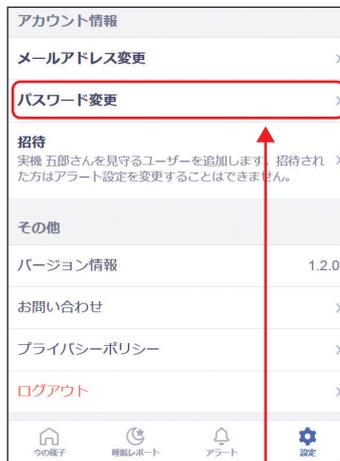 アカウント情報
メールアドレス変更
パスワード変更
招待
実機 五郎さんを見守るユーザーを追加します。招待され
た方はアラート設定を変更することはできません。
その他
バージョン情報 1.2.0
お問い合わせ
プライバシーポリシー
ログアウト
今の様子 睡眠レポート アラート 設定